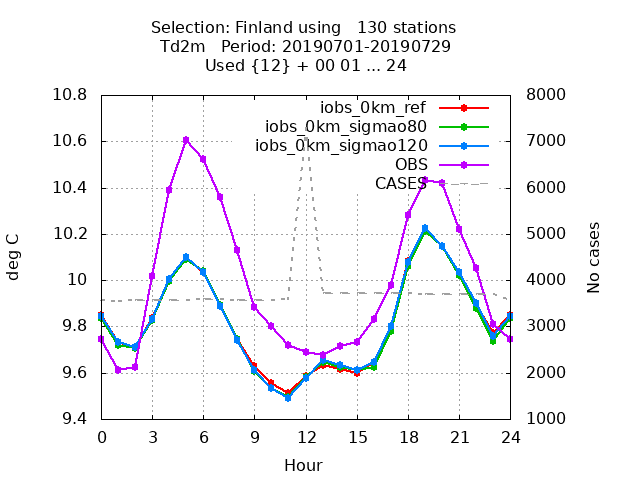 Selection: Finland using   130 stations
Td2m   Period: 20190701-20190729
Used {12} + 00 01 ... 24
10.8
10.6
10.4
10.2
10
9.8
9.6
9.4
8000
7000
6000
5000
4000
3000
2000
1000
iobs_0km_ref
iobs_0km_sigmao80
iobs_0km_sigmao120
OBS
CASES
deg C
No cases
0 3 6 9 12 15 18 21 24
Hour